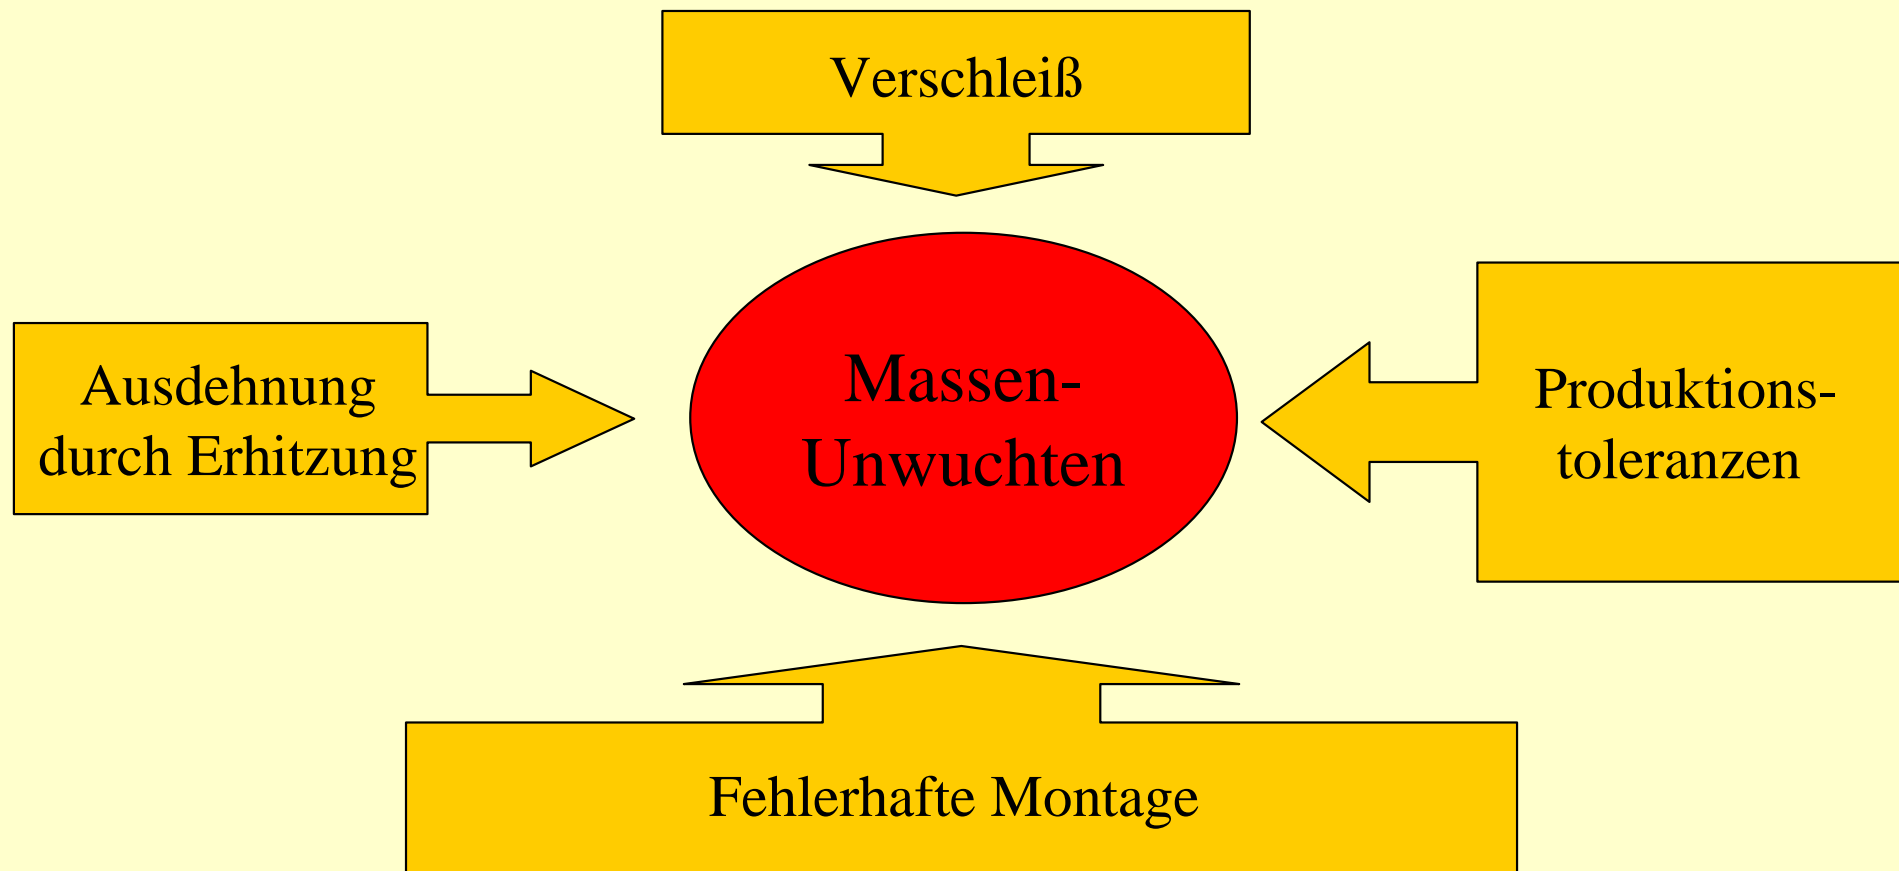 Verschleiß
Ausdehnung
durch Erhitzung
Massen-
Unwuchten
Produktions-
toleranzen
Fehlerhafte Montage